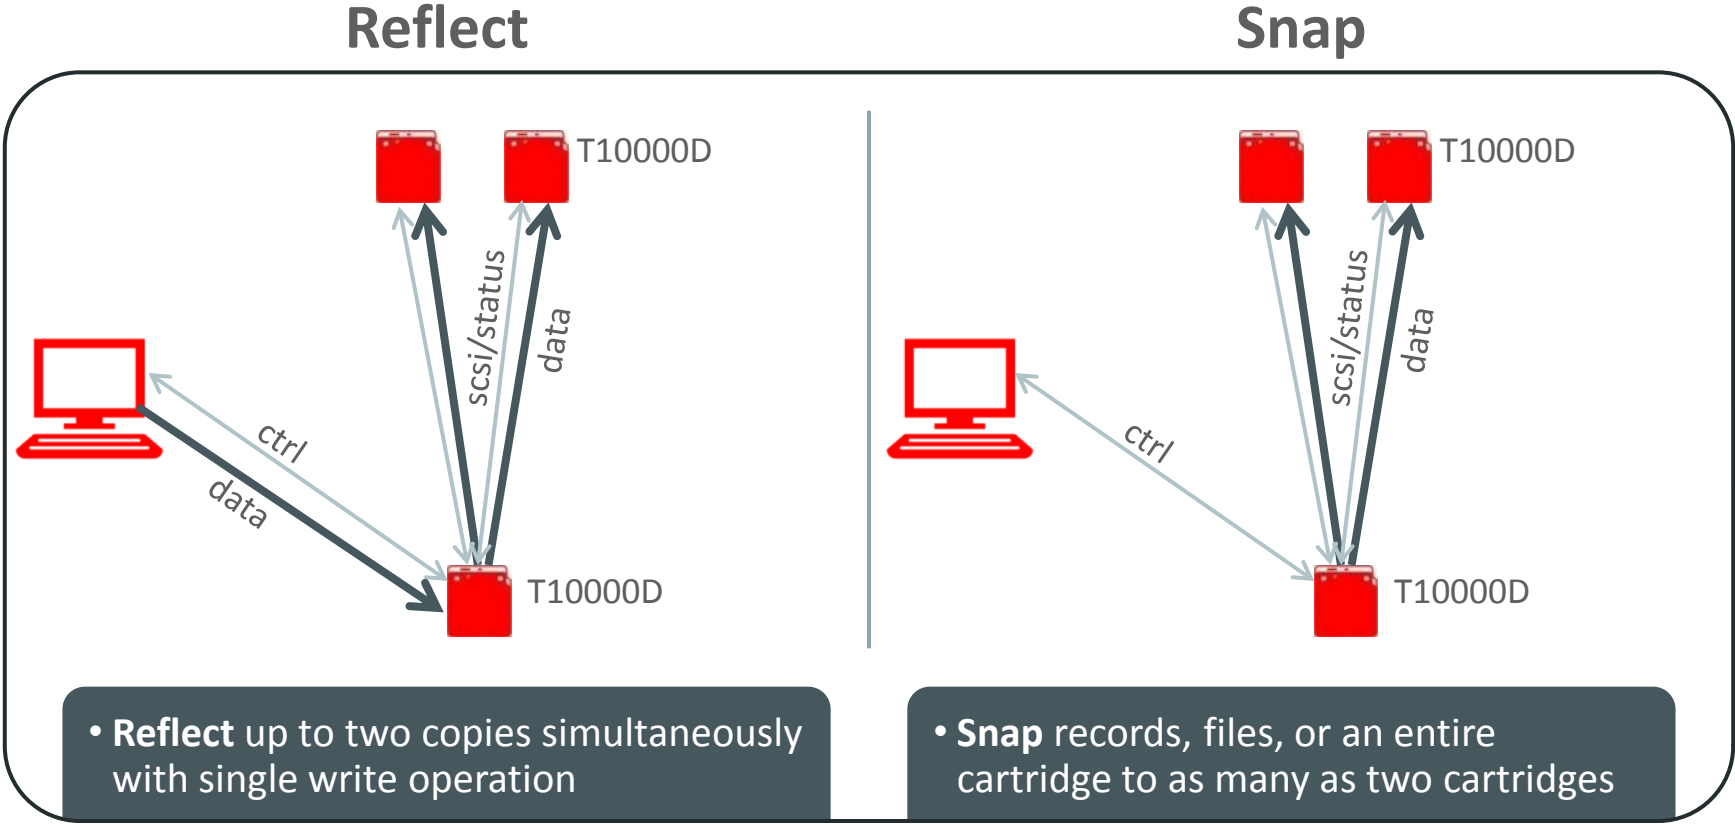 Reflect
Snap
T10000D
scsi/status
data
ctrl
data
T10000D
• Reflect up to two copies simultaneously
with single write operation
T10000D
scsi/status
data
ctrl
T10000D
• Snap records, files, or an entire
cartridge to as many as two cartridges